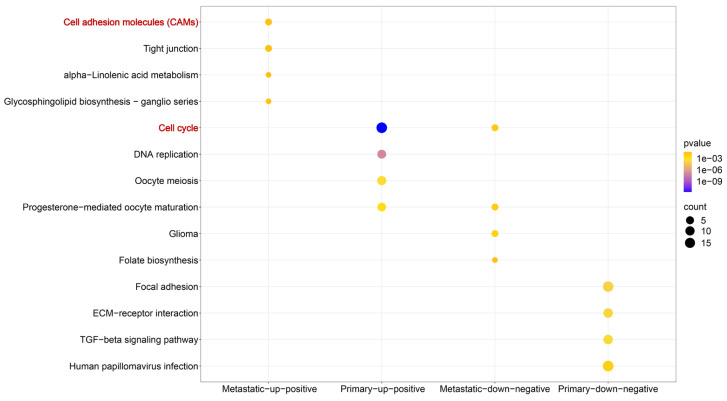 Cell adhesion molecules (CAMs)
Tight junction
alpha−Linolenic acid metabolism
Glycosphingolipid biosynthesis − ganglio series
Cell cycle
DNA replication
Oocyte meiosis
Progesterone−mediated oocyte maturation
Glioma
Folate biosynthesis
Focal adhesion
ECM−receptor interaction
TGF−beta signaling pathway
Human papillomavirus infection
Metastatic−up−positive
Primary−up−positive
Metastatic−down−negative
Primary−down−negative
pvalue
1e−03
1e−06
1e−09
count
5
10
15